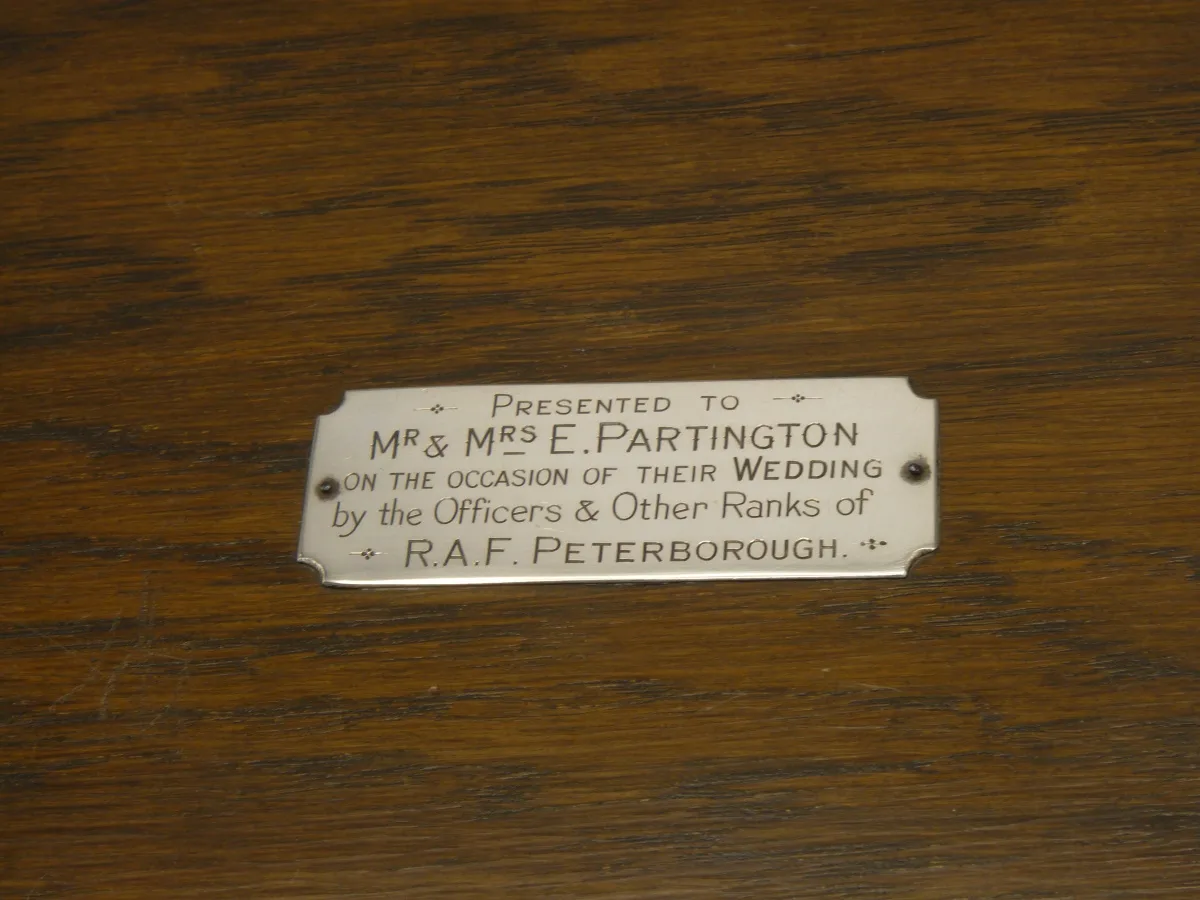 PRESENTED TO
MR & MRS E. PARTINGTON
ON THE OCCASION OF THEIR WEDDING
by the Officers & Other Ranks of
R.A.F. PETERBOROUGH.